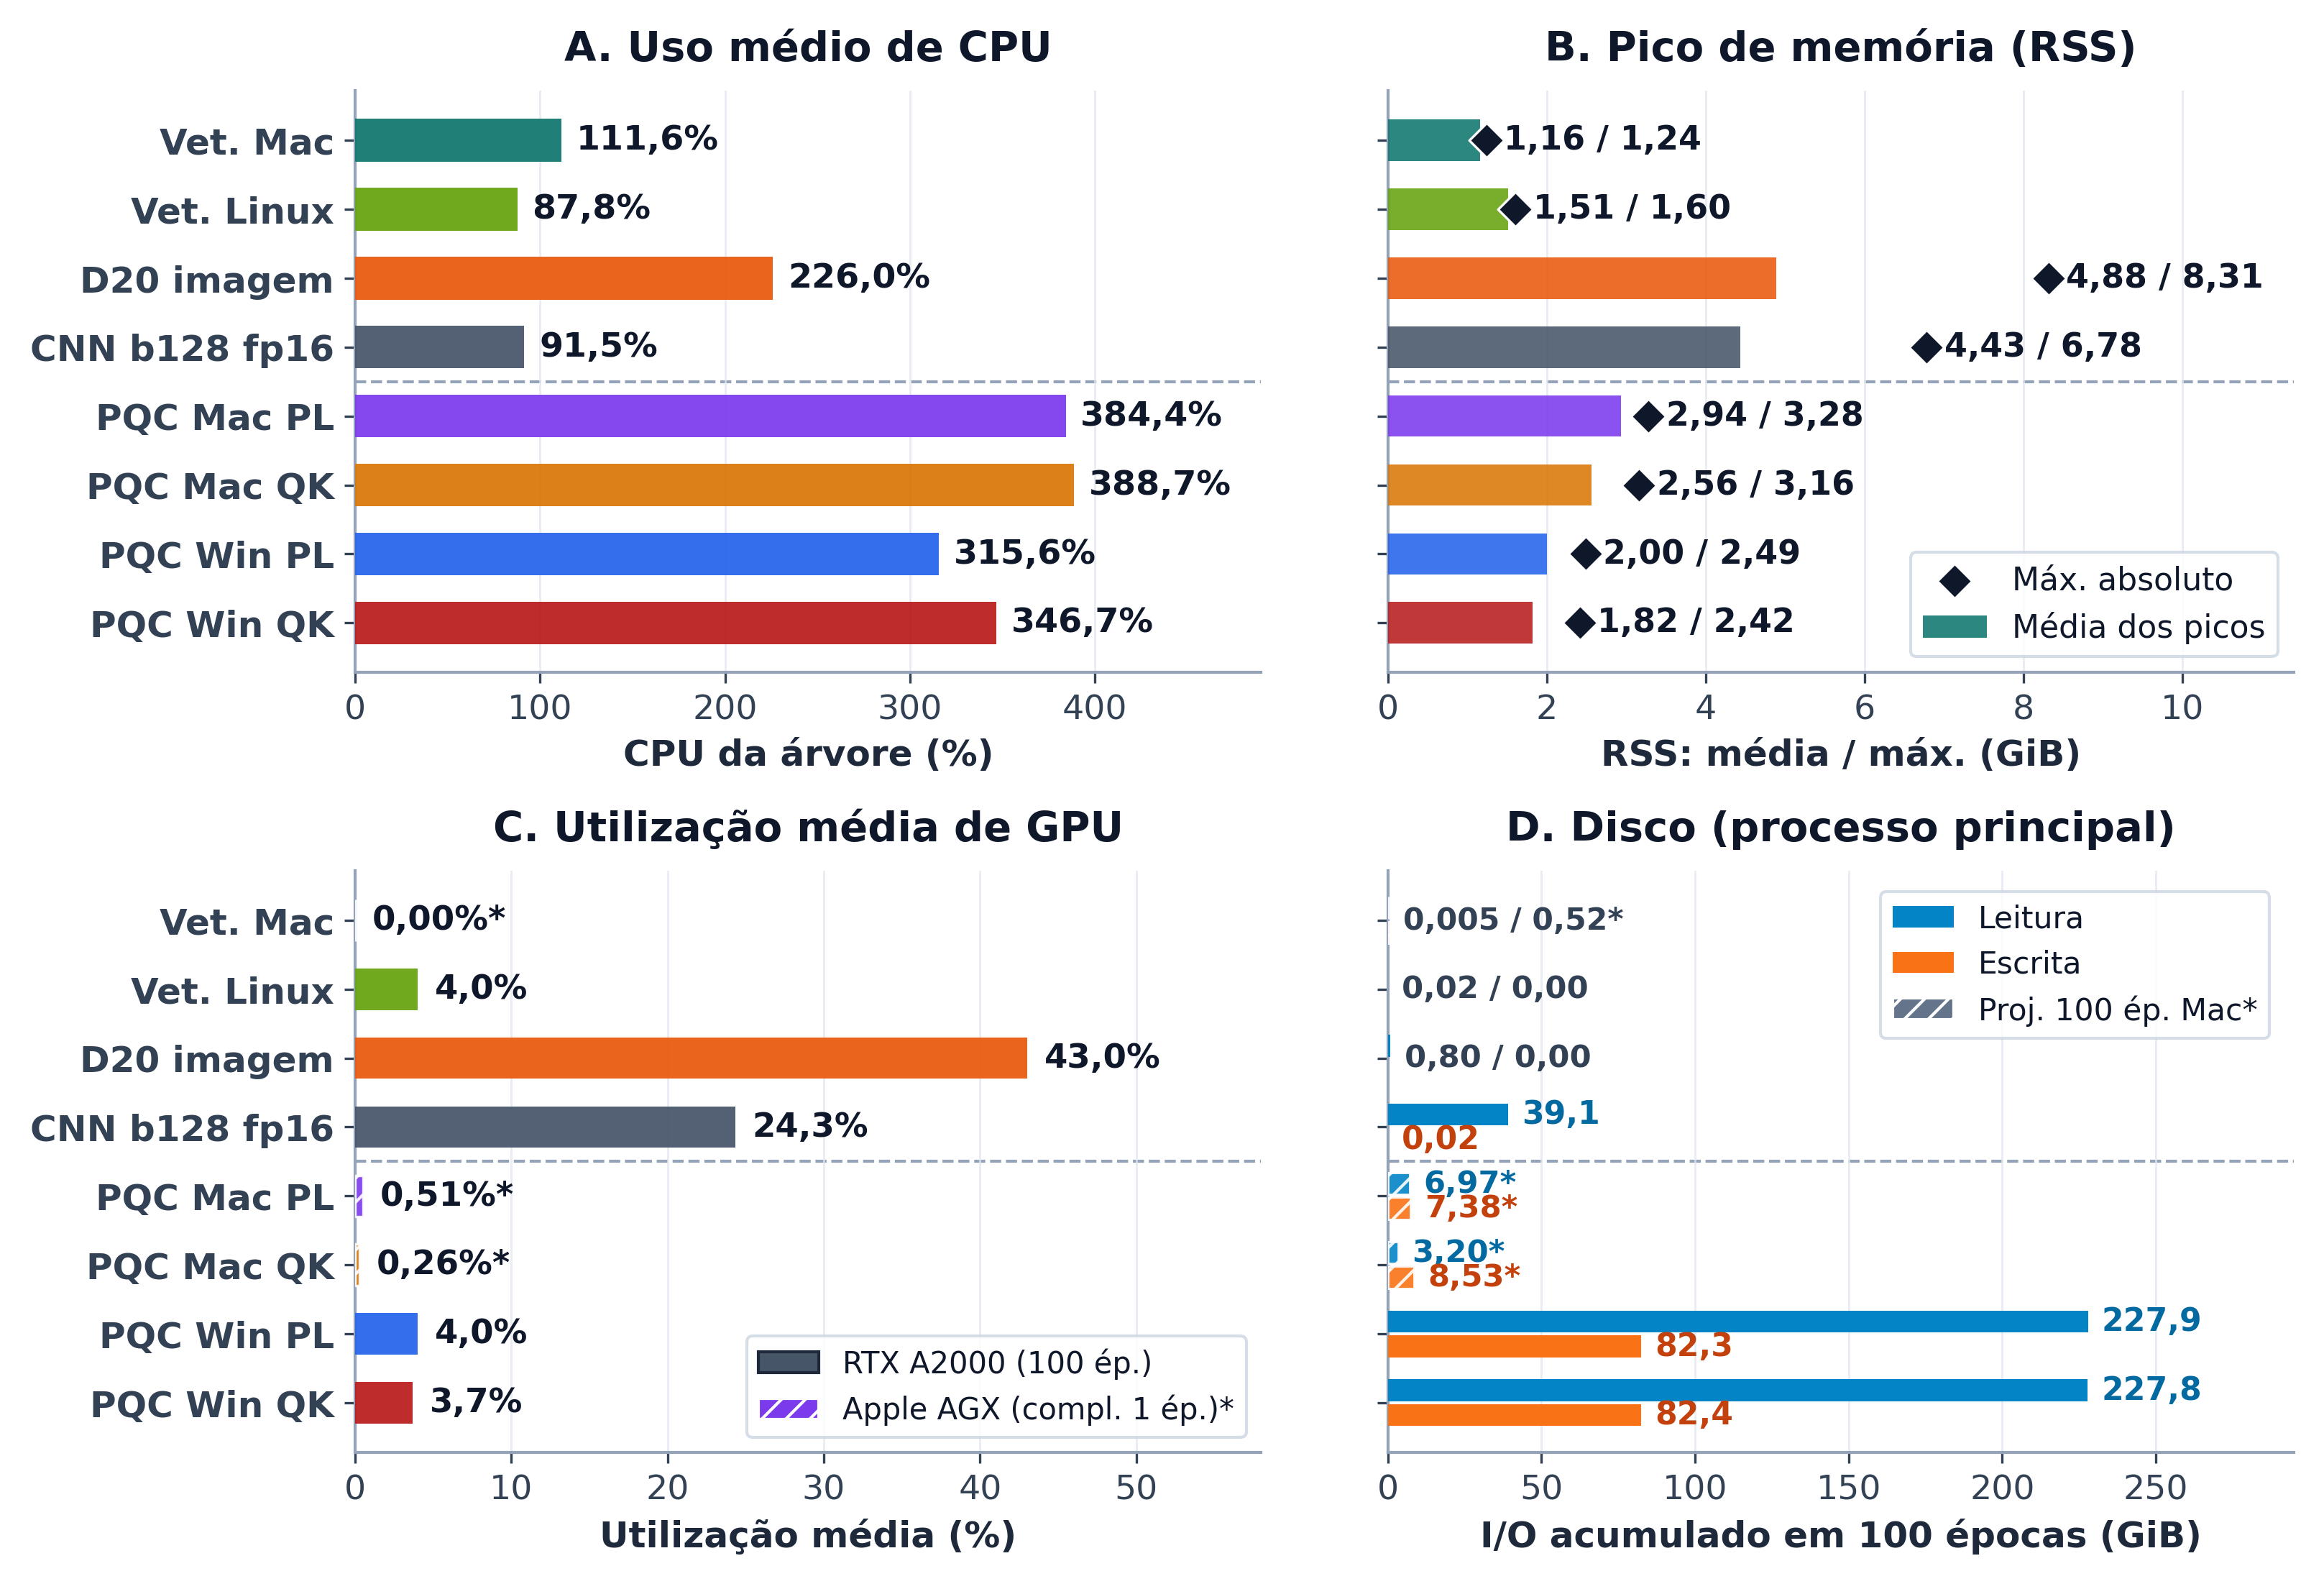 A. Uso médio de CPU
Vet. Mac
111,6%
Vet. Linux
87,8%
D20 imagem
226,0%
CNN b128 fp16
91,5%
PQC Mac PL
384,4%
PQC Mac QK
388,7%
PQC Win PL
315,6%
PQC Win QK
346,7%
0 100 200 300 400
CPU da árvore (%)
B. Pico de memória (RSS)
1,16 / 1,24
1,51 / 1,60
4,88 / 8,31
4,43 / 6,78
2,94 / 3,28
2,56 / 3,16
2,00 / 2,49
1,82 / 2,42
Máx. absoluto
Média dos picos
0 2 4 6 8 10
RSS: média / máx. (GiB)
C. Utilização média de GPU
Vet. Mac
0,00%*
Vet. Linux
4,0%
D20 imagem
43,0%
CNN b128 fp16
24,3%
PQC Mac PL
0,51%*
PQC Mac QK
0,26%*
PQC Win PL
4,0%
PQC Win QK
3,7%
RTX A2000 (100 ép.)
Apple AGX (compl. 1 ép.)*
0 10 20 30 40 50
Utilização média (%)
D. Disco (processo principal)
Leitura
Escrita
Proj. 100 ép. Mac*
0,005 / 0,52*
0,02 / 0,00
0,80 / 0,00
39,1
0,02
6,97*
7,38*
3,20*
8,53*
227,9
82,3
227,8
82,4
0 50 100 150 200 250
I/O acumulado em 100 épocas (GiB)